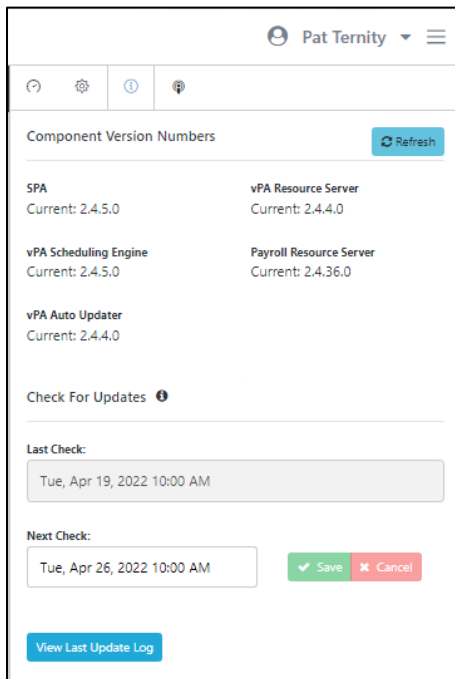 Pat Ternity
Component Version Numbers
Refresh
SPA
Current: 2.4.5.0
vPA Resource Server
Current: 2.4.4.0
vPA Scheduling Engine
Current: 2.4.5.0
Payroll Resource Server
Current: 2.4.36.0
vPA Auto Updater
Current: 2.4.4.0
Check For Updates
Last Check:
Tue, Apr 19, 2022 10:00 AM
Next Check:
Tue, Apr 26, 2022 10:00 AM
Save
Cancel
View Last Update Log